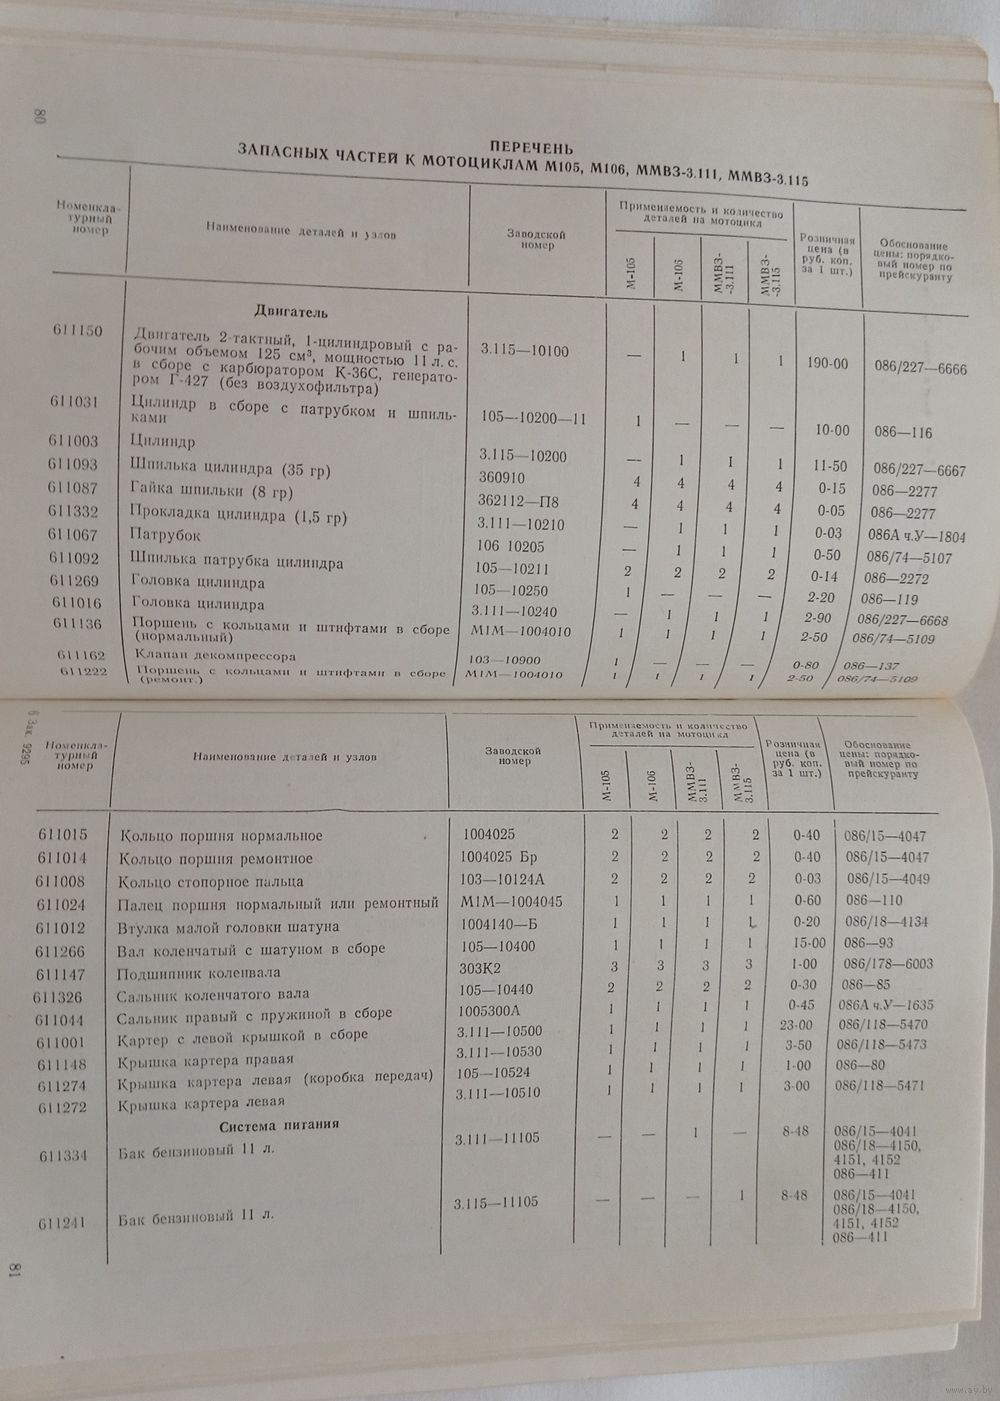 80
ПЕРЕЧЕНЬ
ЗАПАСНЫХ ЧАСТЕЙ К МОТОЦИКЛАМ М105, М106, ММВЗ-3.111, ММВЗ-3.115
Номенкла-
турный
номер
Наименование деталей и узлов
Заводской
номер
Применяемость и количество
деталей на мотоцикл
М-105
М-106
ММВЗ-
-3.111
ММВЗ-
-3.115
Розничная
цена (в
руб. коп.
за 1 шт.)
Обоснование
цены: порядко-
вый номер по
прейскуранту
Двигатель
611150 Двигатель 2-тактный, 1-цилиндровый с ра-
бочим объемом 125 см³, мощностью 11 л. с.
в сборе с карбюратором К-36С, генерато-
ром Г-427 (без воздухофильтра) 3.115—10100 — 1 1 1 190-00 086/227—6666
611031 Цилиндр в сборе с патрубком и шпиль-
ками 105—10200—11 1 — — — 10-00 086—116
611003 Цилиндр 3.115—10200 — 1 1 1 11-50 086/227—6667
611093 Шпилька цилиндра (35 гр) 360910 4 4 4 4 0-15 086—2277
611087 Гайка шпильки (8 гр) 362112—П8 4 4 4 4 0-05 086—2277
611332 Прокладка цилиндра (1,5 гр) 3.111—10210 — 1 1 1 0-03 086А ч.У—1804
611067 Патрубок 106 10205 — 1 1 1 0-50 086/74—5107
611092 Шпилька патрубка цилиндра 105—10211 2 2 2 2 0-14 086—2272
611269 Головка цилиндра 105—10250 1 — — — 2-20 086—119
611016 Головка цилиндра 3.111—10240 — 1 1 1 2-90 086/227—6668
611136 Поршень с кольцами и штифтами в сборе
(нормальный) М1М—1004010 1 1 1 1 2-50 086/74—5109
611162 Клапан декомпрессора 103—10900 1 — — — 0-80 086—137
611222 Поршень с кольцами и штифтами в сборе
(ремонт.) М1М—1004010 1 1 1 1 2-50 086/74—5109
6 Зак. 9295
Номенкла-
турный
номер
Наименование деталей и узлов
Заводской
номер
Применяемость и количество
деталей на мотоцикл
М-105
М-106
ММВЗ-
3.111
ММВЗ-
3.115
Розничная
цена (в
руб. коп.
за 1 шт.)
Обоснование
цены: порядко-
вый номер по
прейскуранту
611015 Кольцо поршня нормальное 1004025 2 2 2 2 0-40 086/15—4047
611014 Кольцо поршня ремонтное 1004025 Бр 2 2 2 2 0-40 086/15—4047
611008 Кольцо стопорное пальца 103—10124А 2 2 2 2 0-03 086/15—4049
611024 Палец поршня нормальный или ремонтный М1М—1004045 1 1 1 1 0-60 086—110
611012 Втулка малой головки шатуна 1004140—Б 1 1 1 1 0-20 086/18—4134
611266 Вал коленчатый с шатуном в сборе 105—10400 1 1 1 1 15-00 086—93
611147 Подшипник коленвала 303К2 3 3 3 3 1-00 086/178—6003
611326 Сальник коленчатого вала 105—10440 2 2 2 2 0-30 086—85
611044 Сальник правый с пружиной в сборе 1005300А 1 1 1 1 0-45 086А ч.У—1635
611001 Картер с левой крышкой в сборе 3.111—10500 1 1 1 1 23-00 086/118—5470
611148 Крышка картера правая 3.111—10530 1 1 1 1 3-50 086/118—5473
611274 Крышка картера левая (коробка передач) 105—10524 1 1 1 1 1-00 086—80
611272 Крышка картера левая 3.111—10510 1 1 1 1 3-00 086/118—5471
Система питания
611334 Бак бензиновый 11 л. 3.111—11105 — — 1 — 8-48 086/15—4041
086/18—4150,
4151, 4152
086—411
611241 Бак бензиновый 11 л. 3.115—11105 — — — 1 8-48 086/15—4041
086/18—4150,
4151, 4152
086—411
81
www.ay.by